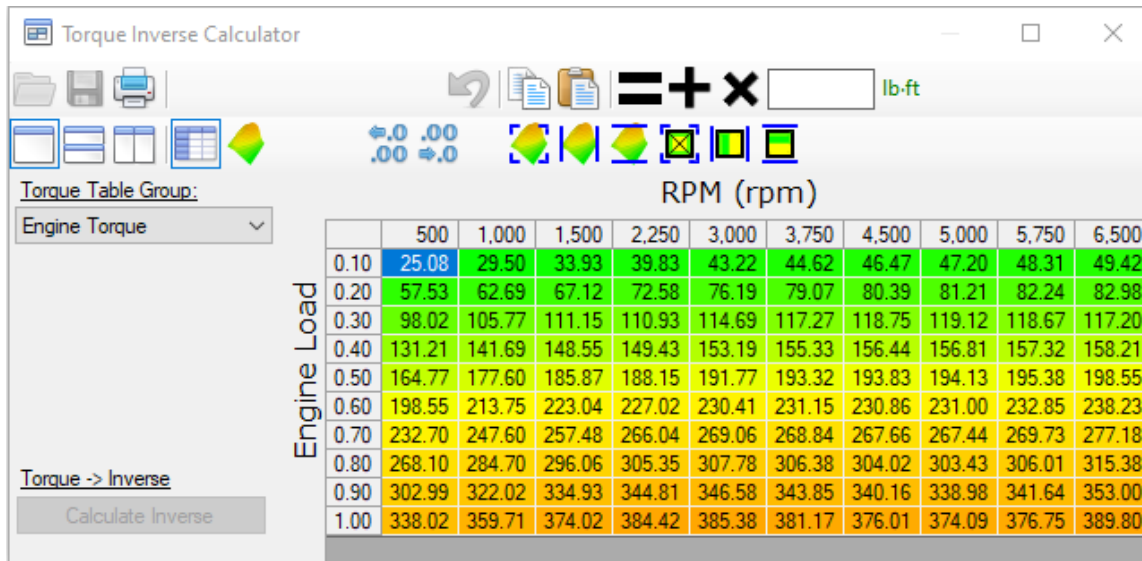 Torque Inverse Calculator
lb·ft
.0 .00
.00 .0
Torque Table Group:
RPM (rpm)
Engine Torque
500 1,000 1,500 2,250 3,000 3,750 4,500 5,000 5,750 6,500
Engine Load
0.10 25.08 29.50 33.93 39.83 43.22 44.62 46.47 47.20 48.31 49.42
0.20 57.53 62.69 67.12 72.58 76.19 79.07 80.39 81.21 82.24 82.98
0.30 98.02 105.77 111.15 110.93 114.69 117.27 118.75 119.12 118.67 117.20
0.40 131.21 141.69 148.55 149.43 153.19 155.33 156.44 156.81 157.32 158.21
0.50 164.77 177.60 185.87 188.15 191.77 193.32 193.83 194.13 195.38 198.55
0.60 198.55 213.75 223.04 227.02 230.41 231.15 230.86 231.00 232.85 238.23
0.70 232.70 247.60 257.48 266.04 269.06 268.84 267.66 267.44 269.73 277.18
0.80 268.10 284.70 296.06 305.35 307.78 306.38 304.02 303.43 306.01 315.38
0.90 302.99 322.02 334.93 344.81 346.58 343.85 340.16 338.98 341.64 353.00
1.00 338.02 359.71 374.02 384.42 385.38 381.17 376.01 374.09 376.75 389.80
Torque -> Inverse
Calculate Inverse